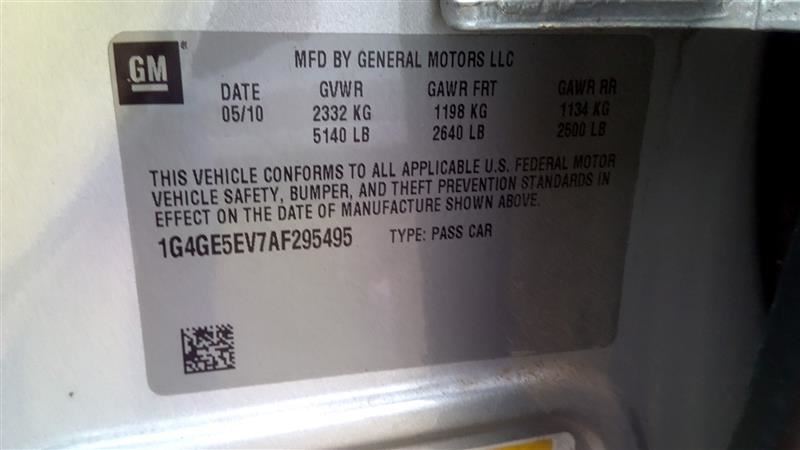 GM
MFD BY GENERAL MOTORS LLC
DATE GVWR GAWR FRT GAWR RR
05/10 2332 KG 1198 KG 1134 KG
5140 LB 2640 LB 2500 LB
THIS VEHICLE CONFORMS TO ALL APPLICABLE U.S. FEDERAL MOTOR
VEHICLE SAFETY, BUMPER, AND THEFT PREVENTION STANDARDS IN
EFFECT ON THE DATE OF MANUFACTURE SHOWN ABOVE.
1G4GE5EV7AF295495 TYPE: PASS CAR